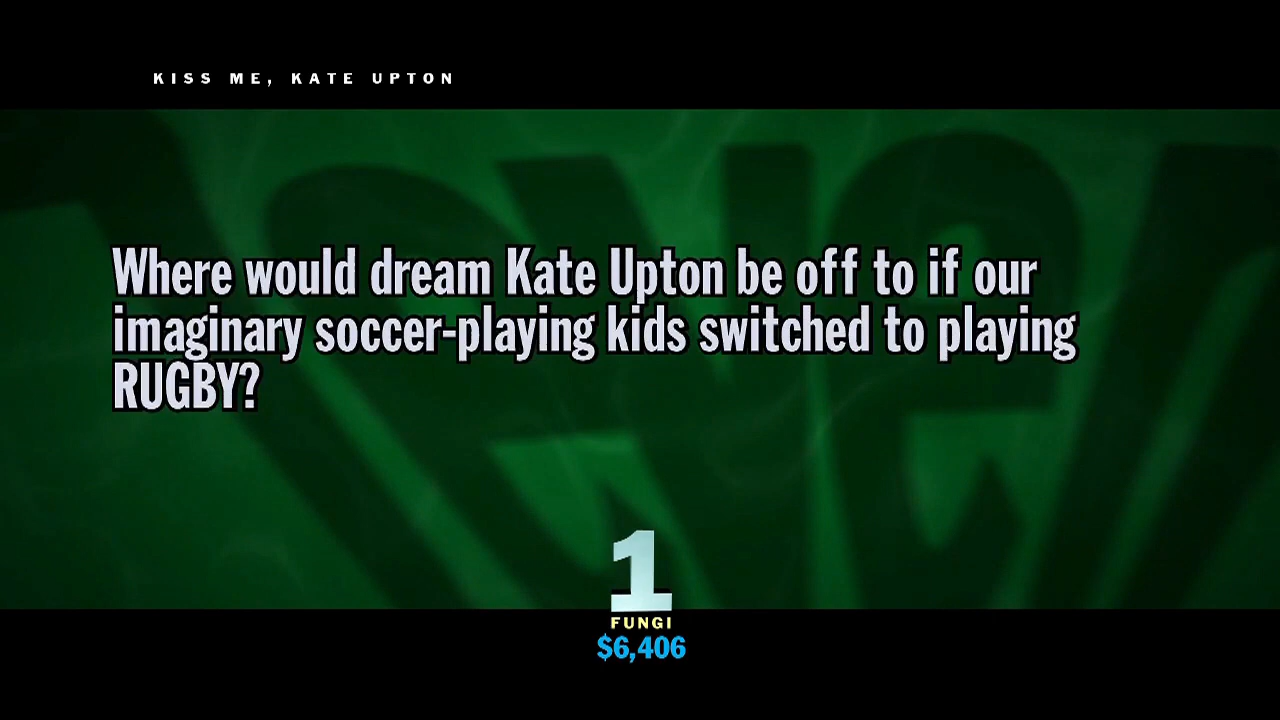 KISS ME, KATE UPTON
Where would dream Kate Upton be off to if our
imaginary soccer-playing kids switched to playing
RUGBY?
1
FUNGI
$6,406